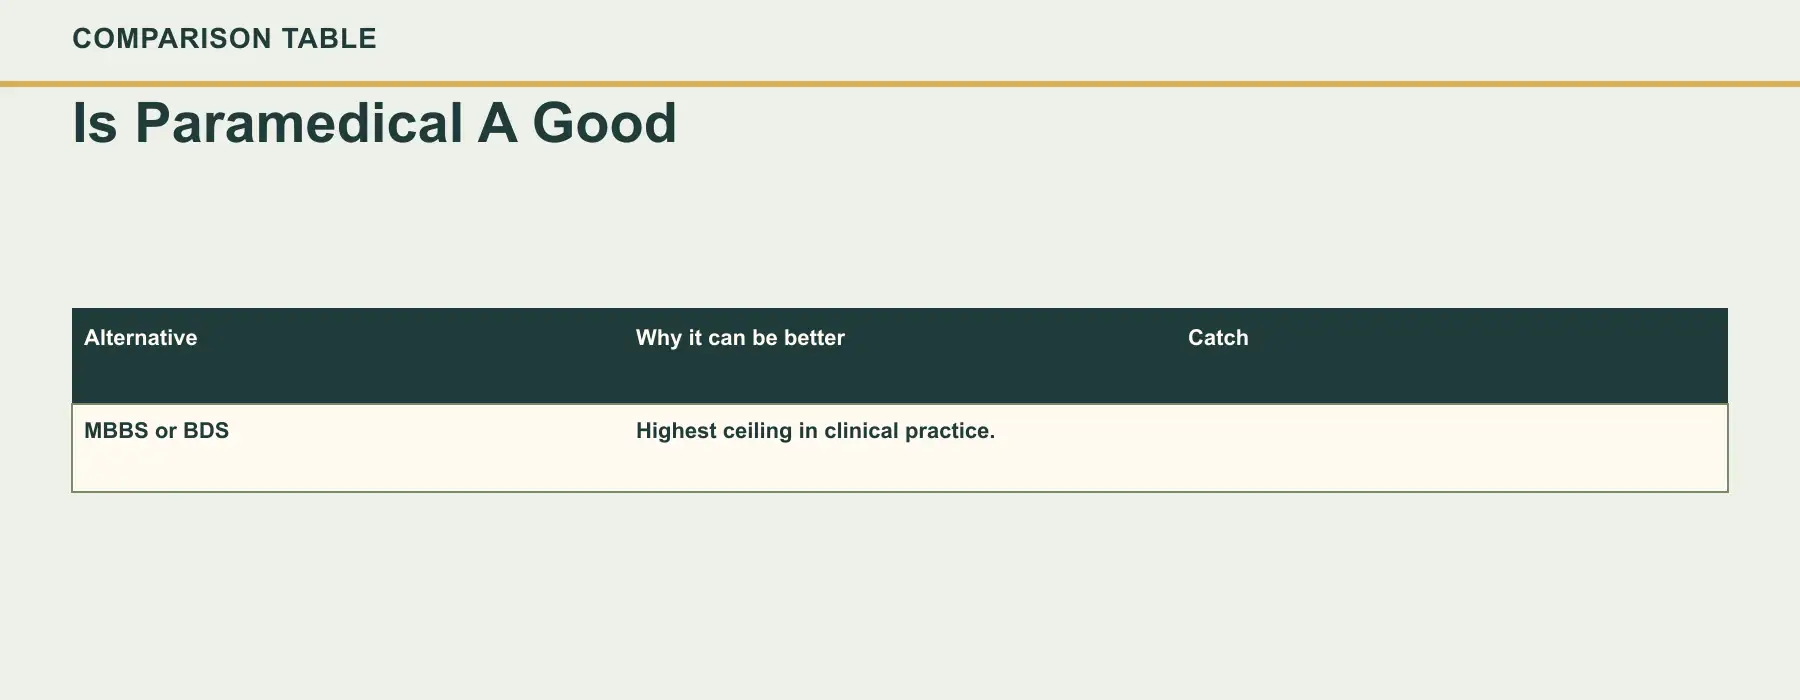 COMPARISON TABLE
Is Paramedical A Good
Alternative Why it can be better Catch
MBBS or BDS Highest ceiling in clinical practice.